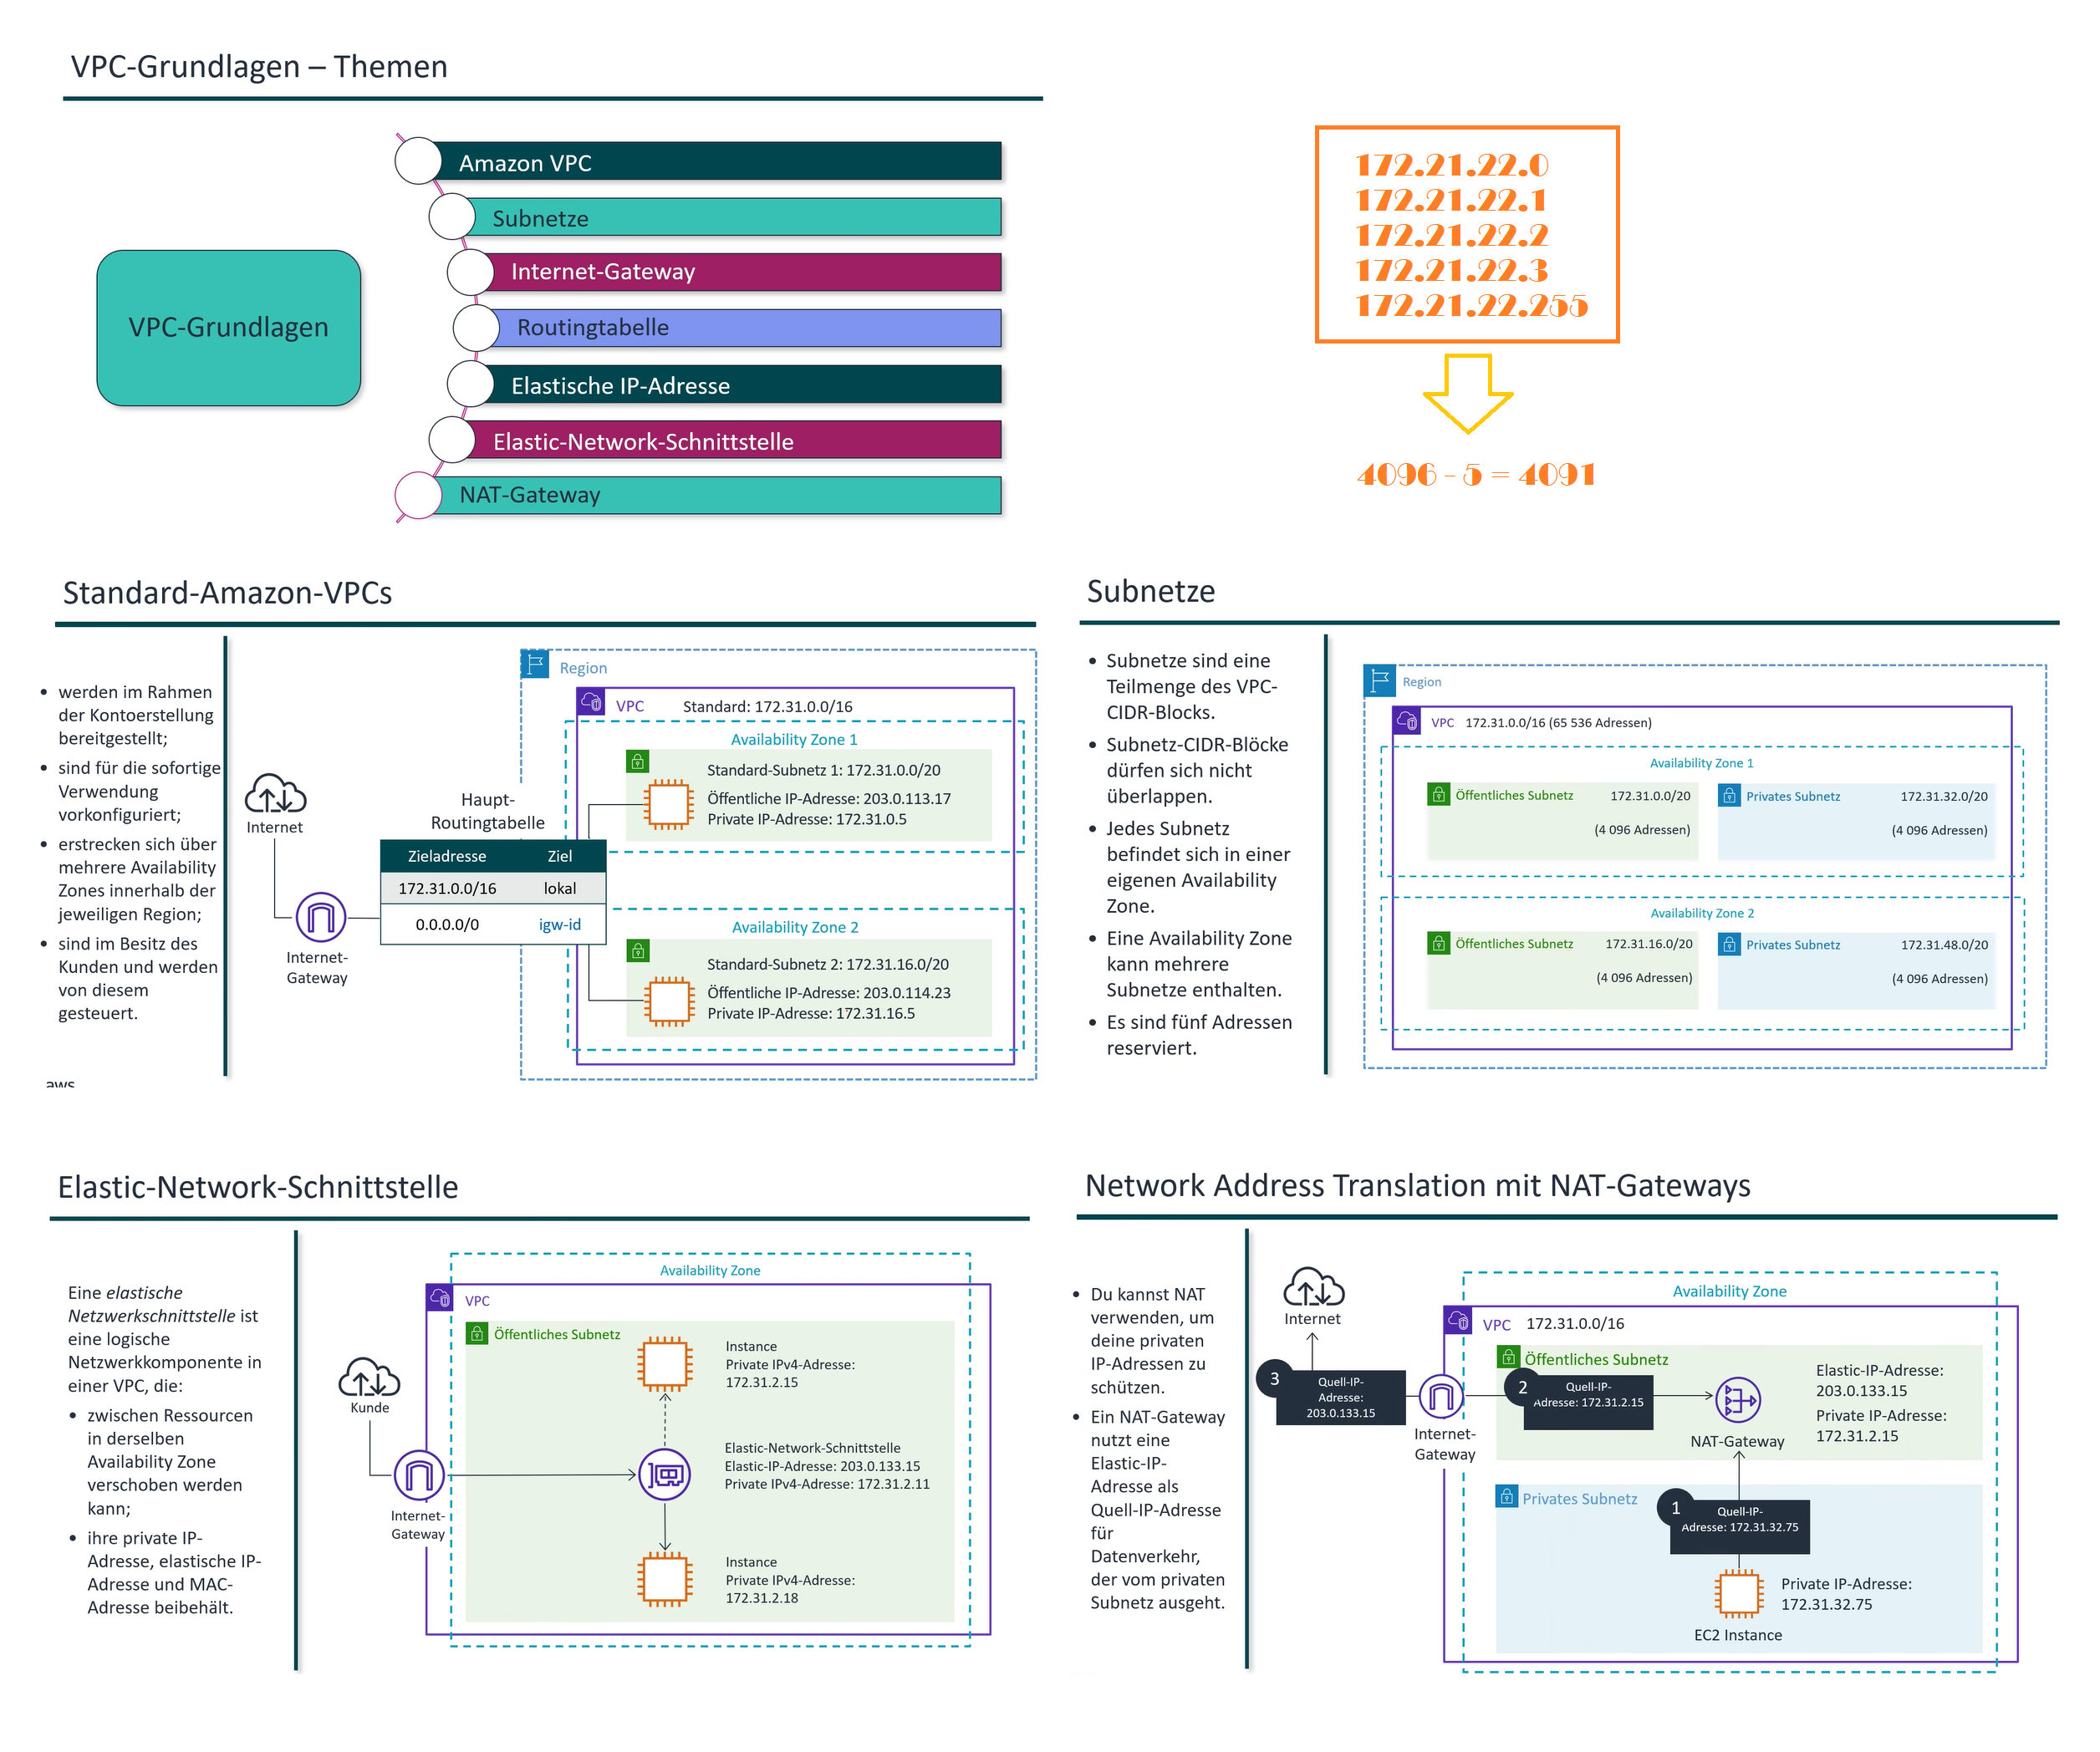 VPC-Grundlagen – Themen
VPC-Grundlagen
Amazon VPC
Subnetze
Internet-Gateway
Routingtabelle
Elastische IP-Adresse
Elastic-Network-Schnittstelle
NAT-Gateway
172.21.22.0
172.21.22.1
172.21.22.2
172.21.22.3
172.21.22.255
4096 - 5 = 4091
Standard-Amazon-VPCs
• werden im Rahmen
der Kontoerstellung
bereitgestellt;
• sind für die sofortige
Verwendung
vorkonfiguriert;
• erstrecken sich über
mehrere Availability
Zones innerhalb der
jeweiligen Region;
• sind im Besitz des
Kunden und werden
von diesem
gesteuert.
aws
Internet
Internet-
Gateway
Haupt-
Routingtabelle
Zieladresse Ziel
172.31.0.0/16 lokal
0.0.0.0/0 igw-id
Region
VPC Standard: 172.31.0.0/16
Availability Zone 1
Standard-Subnetz 1: 172.31.0.0/20
Öffentliche IP-Adresse: 203.0.113.17
Private IP-Adresse: 172.31.0.5
Availability Zone 2
Standard-Subnetz 2: 172.31.16.0/20
Öffentliche IP-Adresse: 203.0.114.23
Private IP-Adresse: 172.31.16.5
Subnetze
• Subnetze sind eine
Teilmenge des VPC-
CIDR-Blocks.
• Subnetz-CIDR-Blöcke
dürfen sich nicht
überlappen.
• Jedes Subnetz
befindet sich in einer
eigenen Availability
Zone.
• Eine Availability Zone
kann mehrere
Subnetze enthalten.
• Es sind fünf Adressen
reserviert.
Region
VPC 172.31.0.0/16 (65 536 Adressen)
Availability Zone 1
Öffentliches Subnetz 172.31.0.0/20
(4 096 Adressen)
Privates Subnetz 172.31.32.0/20
(4 096 Adressen)
Availability Zone 2
Öffentliches Subnetz 172.31.16.0/20
(4 096 Adressen)
Privates Subnetz 172.31.48.0/20
(4 096 Adressen)
Elastic-Network-Schnittstelle
Eine elastische
Netzwerkschnittstelle ist
eine logische
Netzwerkkomponente in
einer VPC, die:
• zwischen Ressourcen
in derselben
Availability Zone
verschoben werden
kann;
• ihre private IP-
Adresse, elastische IP-
Adresse und MAC-
Adresse beibehält.
Kunde
Internet-
Gateway
Availability Zone
VPC
Öffentliches Subnetz
Instance
Private IPv4-Adresse:
172.31.2.15
Elastic-Network-Schnittstelle
Elastic-IP-Adresse: 203.0.133.15
Private IPv4-Adresse: 172.31.2.11
Instance
Private IPv4-Adresse:
172.31.2.18
Network Address Translation mit NAT-Gateways
• Du kannst NAT
verwenden, um
deine privaten
IP-Adressen zu
schützen.
• Ein NAT-Gateway
nutzt eine
Elastic-IP-
Adresse als
Quell-IP-Adresse
für
Datenverkehr,
der vom privaten
Subnetz ausgeht.
Internet
3
Quell-IP-
Adresse:
203.0.133.15
Internet-
Gateway
Availability Zone
VPC 172.31.0.0/16
Öffentliches Subnetz
2
Quell-IP-
Adresse: 172.31.2.15
NAT-Gateway
Elastic-IP-Adresse:
203.0.133.15
Private IP-Adresse:
172.31.2.15
Privates Subnetz
1
Quell-IP-
Adresse: 172.31.32.75
Private IP-Adresse:
172.31.32.75
EC2 Instance